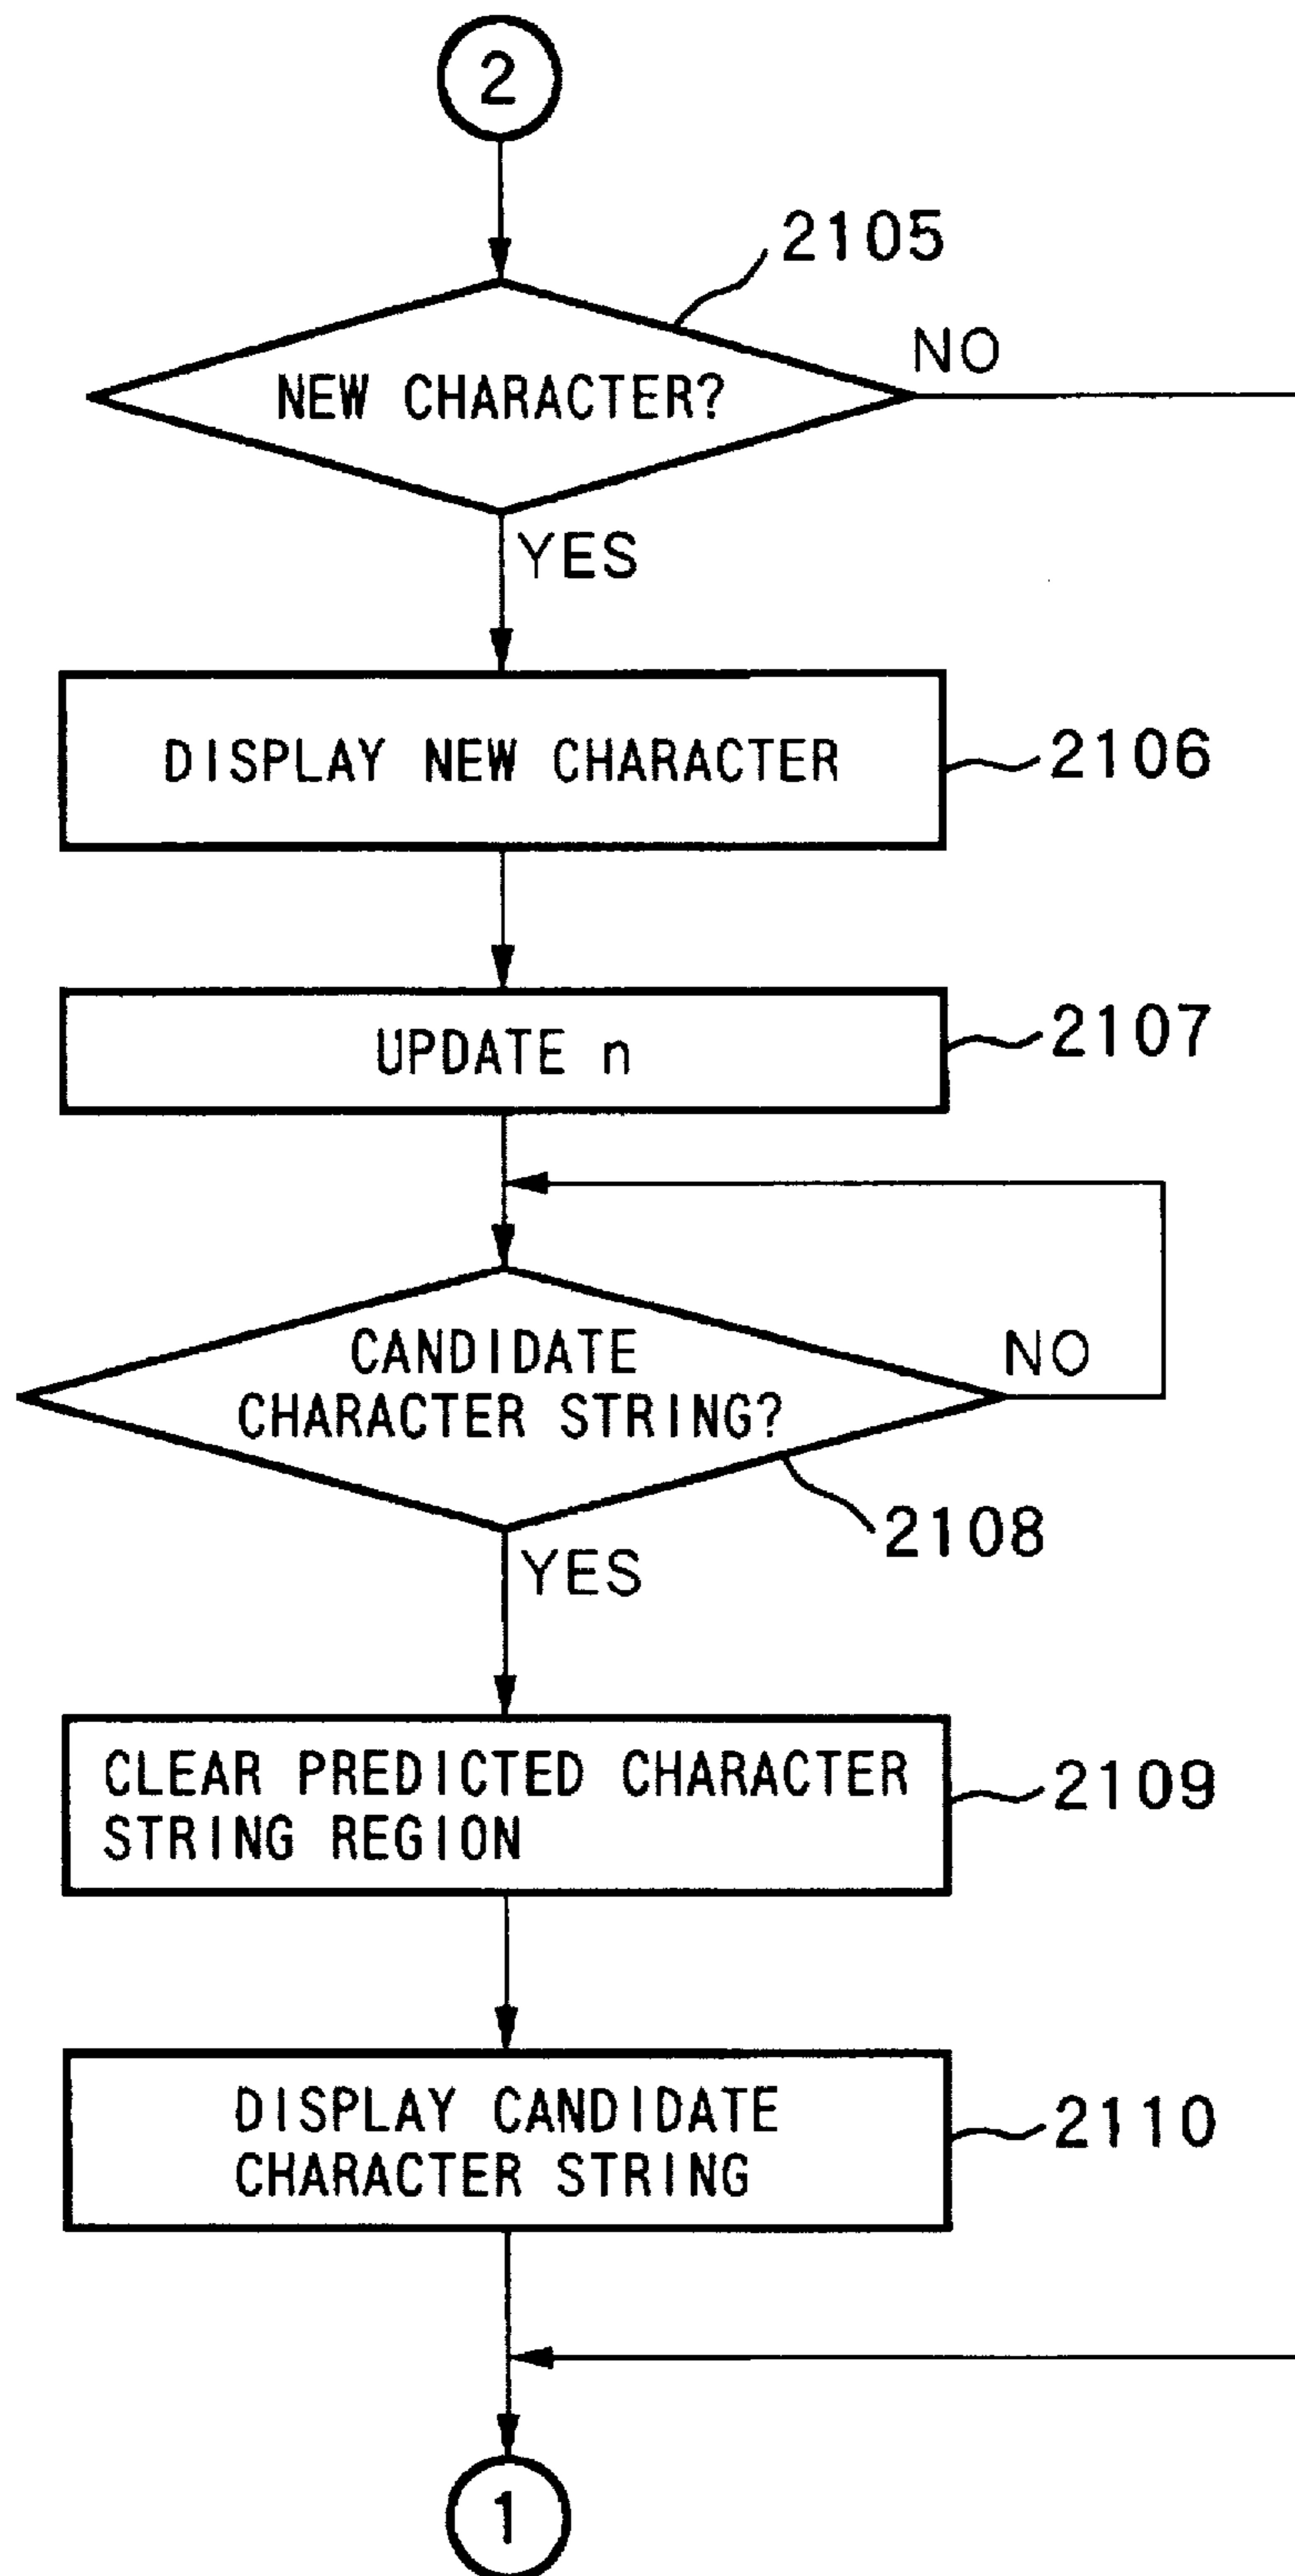 2
2105
NEW CHARACTER?
NO
YES
DISPLAY NEW CHARACTER
2106
UPDATE n
2107
CANDIDATE
CHARACTER STRING?
NO
2108
YES
CLEAR PREDICTED CHARACTER
STRING REGION
2109
DISPLAY CANDIDATE
CHARACTER STRING
2110
1